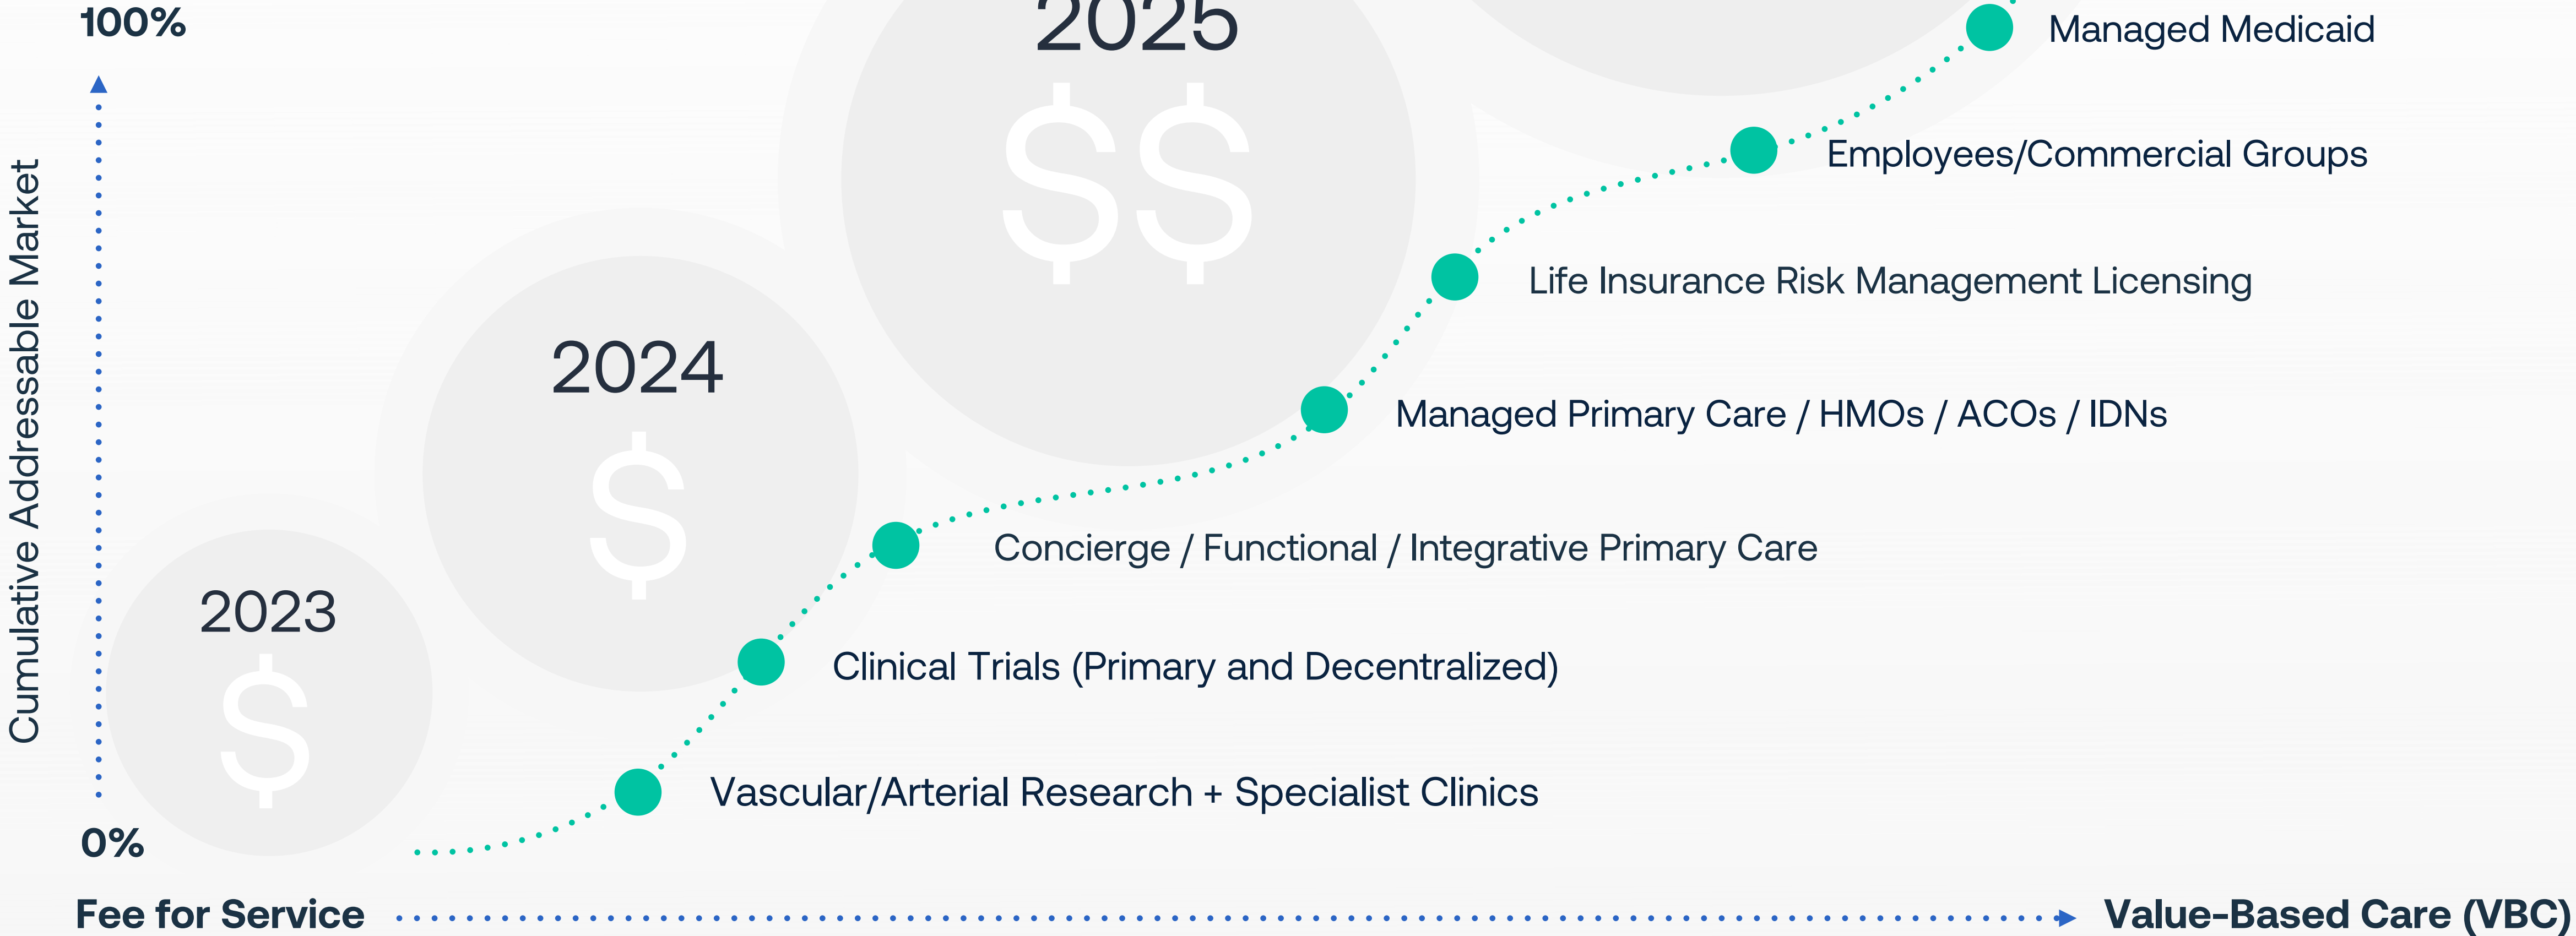 100%
2025
$$
Managed Medicaid
Employees/Commercial Groups
Life Insurance Risk Management Licensing
2024
$
Managed Primary Care / HMOs / ACOs / IDNs
Cumulative Addressable Market
Concierge / Functional / Integrative Primary Care
2023
$
Clinical Trials (Primary and Decentralized)
Vascular/Arterial Research + Specialist Clinics
0%
Fee for Service
Value-Based Care (VBC)